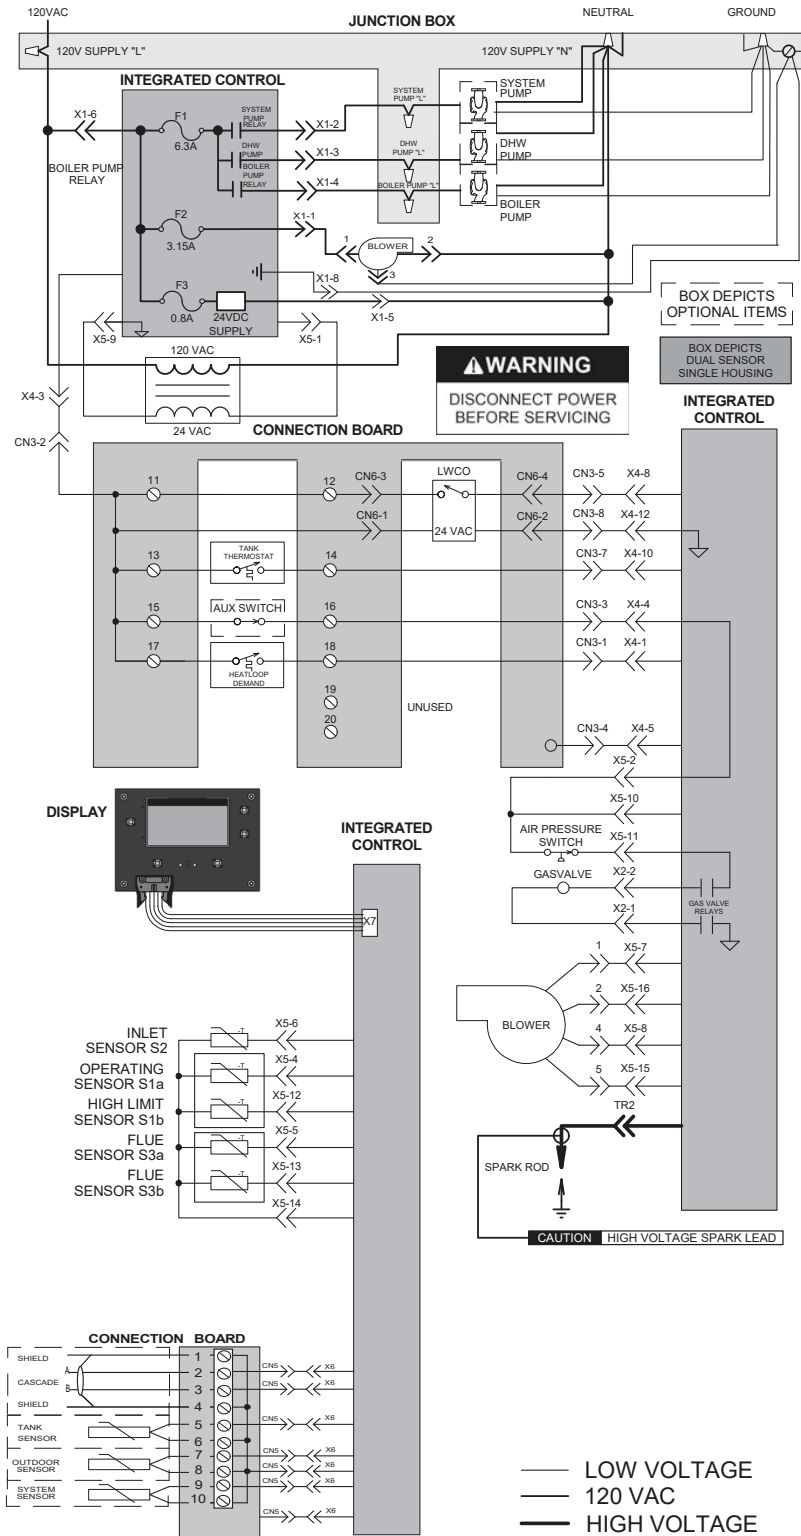 120VAC
NEUTRAL
GROUND
JUNCTION BOX
120V SUPPLY "L"
120V SUPPLY "N"
INTEGRATED CONTROL
SYSTEM
PUMP
RELAY
SYSTEM
PUMP "L"
SYSTEM
PUMP
X1-6
F1
6.3A
X1-2
DHW
PUMP
DHW
PUMP "L"
DHW
PUMP
X1-3
BOILER PUMP
RELAY
BOILER
PUMP
RELAY
X1-4
BOILER PUMP "L"
BOILER
PUMP
F2
3.15A
X1-1
1
BLOWER
2
3
X1-8
F3
0.8A
24VDC
SUPPLY
X1-5
BOX DEPICTS
OPTIONAL ITEMS
X5-9
X5-1
120 VAC
24 VAC
BOX DEPICTS
DUAL SENSOR
SINGLE HOUSING
WARNING
DISCONNECT POWER
BEFORE SERVICING
X4-3
CN3-2
CONNECTION BOARD
INTEGRATED
CONTROL
11
12
CN6-3
LWCO
CN6-4
CN3-5
X4-8
CN6-1
24 VAC
CN6-2
CN3-8
X4-12
13
TANK
THERMOSTAT
14
CN3-7
X4-10
15
AUX SWITCH
16
CN3-3
X4-4
17
HEATLOOP
DEMAND
18
CN3-1
X4-1
19
20
UNUSED
CN3-4
X4-5
X5-2
X5-10
AIR PRESSURE
SWITCH
X5-11
GASVALVE
X2-2
GAS VALVE
RELAYS
X2-1
DISPLAY
INTEGRATED
CONTROL
X7
1
X5-7
2
X5-16
BLOWER
4
X5-8
5
X5-15
TR2
SPARK ROD
CAUTION
HIGH VOLTAGE SPARK LEAD
INLET
SENSOR S2
-T
X5-6
OPERATING
SENSOR S1a
-T
X5-4
HIGH LIMIT
SENSOR S1b
-T
X5-12
FLUE
SENSOR S3a
-T
X5-5
FLUE
SENSOR S3b
-T
X5-13
X5-14
CONNECTION BOARD
SHIELD
1
A
2
CN5
X6
CASCADE
B
3
CN5
X6
SHIELD
4
TANK
SENSOR
5
CN5
X6
6
OUTDOOR
SENSOR
7
CN5
X6
8
CN5
X6
SYSTEM
SENSOR
9
CN5
X6
10
CN5
X6
LOW VOLTAGE
120 VAC
HIGH VOLTAGE